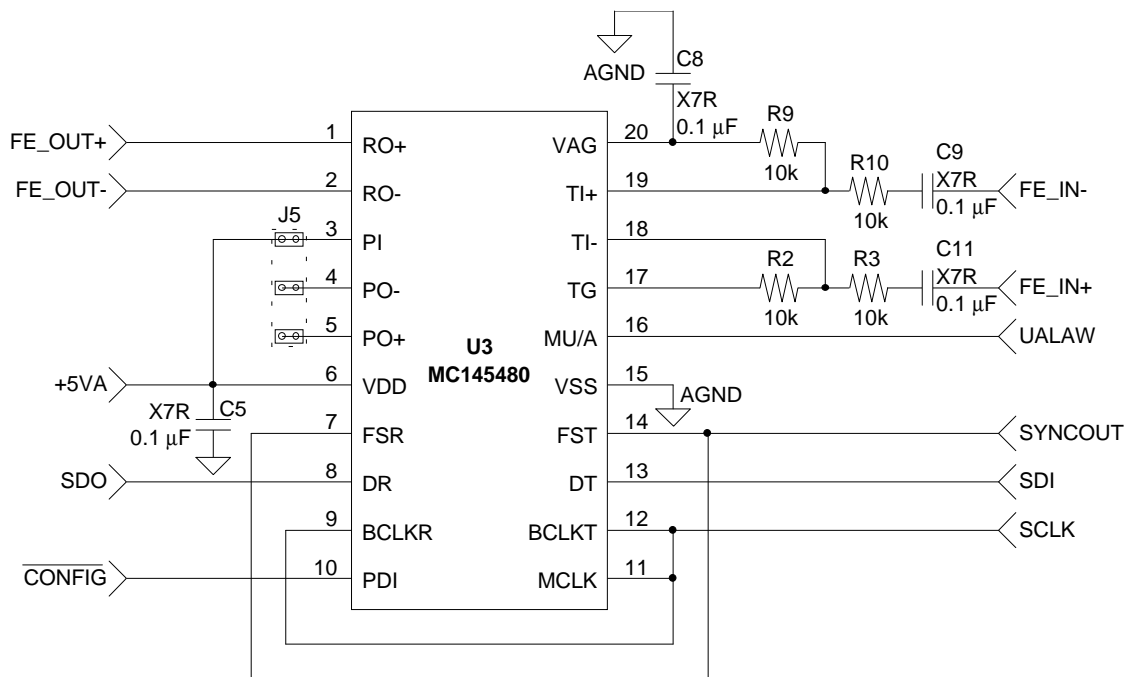 AGND
C8
X7R
0.1 µF
FE_OUT+
1
RO+
VAG
20
R9
10k
FE_OUT-
2
RO-
TI+
19
R10
10k
C9
X7R
0.1 µF
FE_IN-
J5
3
PI
TI-
18
4
PO-
TG
17
R2
10k
R3
10k
C11
X7R
0.1 µF
FE_IN+
5
PO+
MU/A
16
UALAW
U3
MC145480
+5VA
6
VDD
VSS
15
AGND
X7R
C5
0.1 µF
7
FSR
FST
14
SYNCOUT
SDO
8
DR
DT
13
SDI
9
BCLKR
BCLKT
12
SCLK
CONFIG
10
PDI
MCLK
11